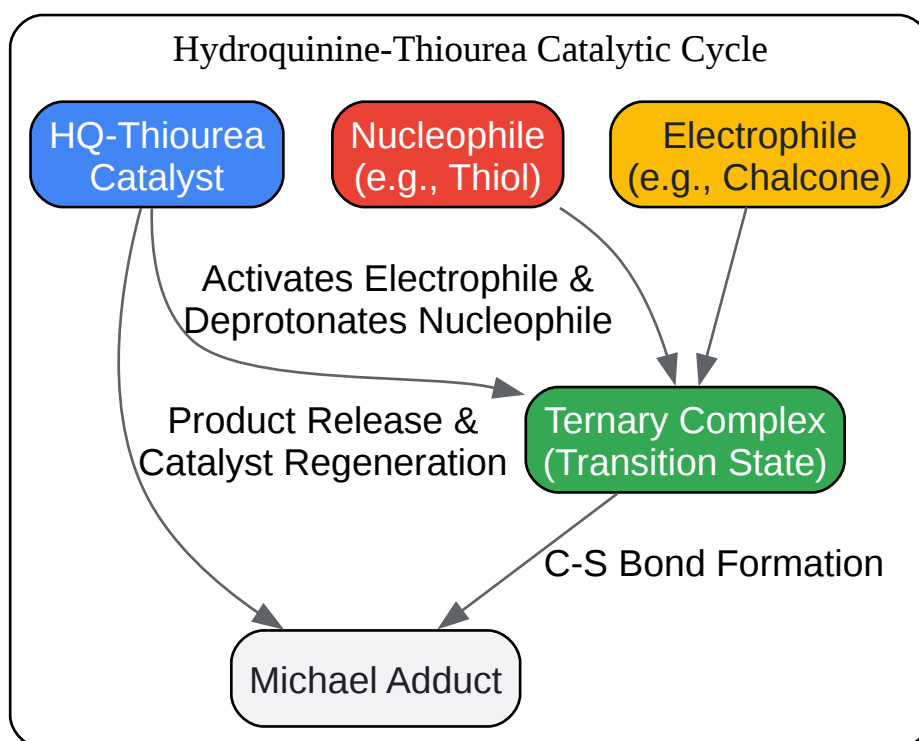 Hydroquinine-Thiourea Catalytic Cycle
HQ-Thiourea
Catalyst
Nucleophile
(e.g., Thiol)
Electrophile
(e.g., Chalcone)
Activates Electrophile &
Deprotonates Nucleophile
Product Release &
Catalyst Regeneration
Ternary Complex
(Transition State)
C-S Bond Formation
Michael Adduct